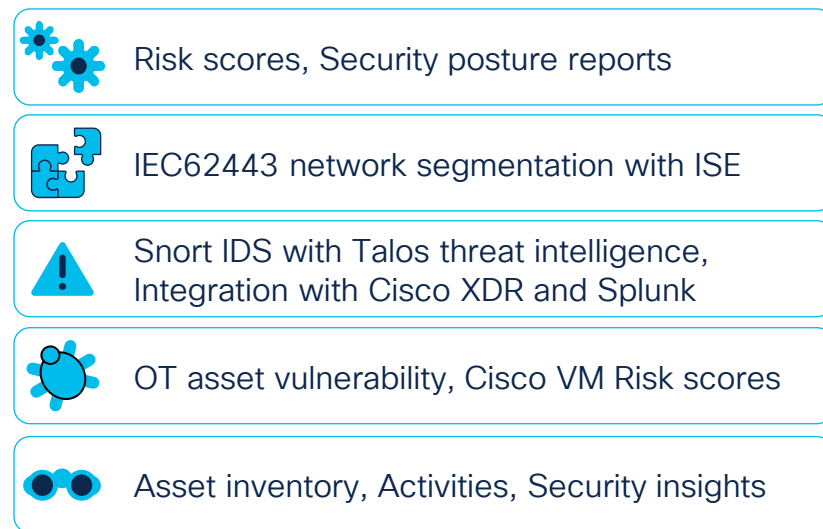 Risk scores, Security posture reports
IEC62443 network segmentation with ISE
Snort IDS with Talos threat intelligence,
Integration with Cisco XDR and Splunk
OT asset vulnerability, Cisco VM Risk scores
Asset inventory, Activities, Security insights